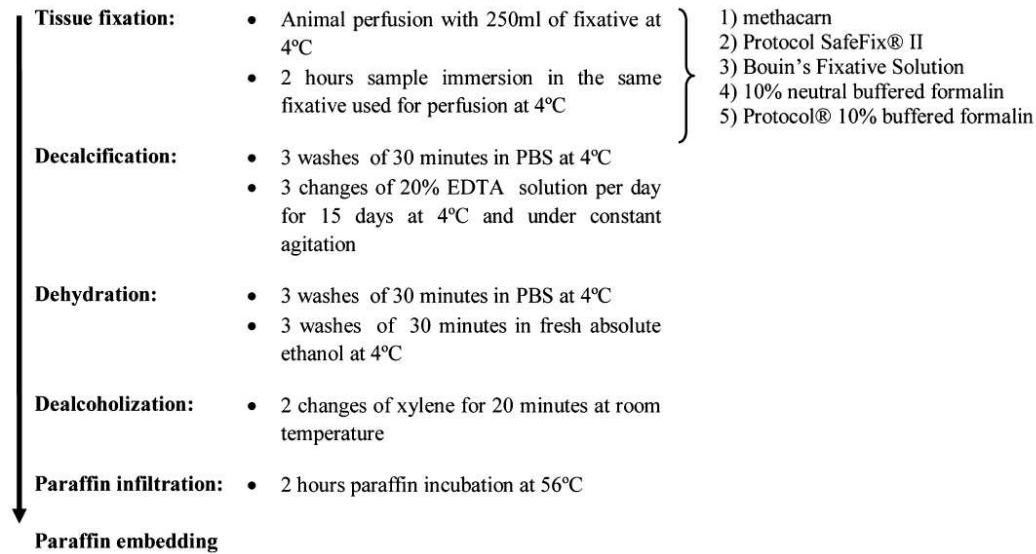 Tissue fixation:
• Animal perfusion with 250ml of fixative at
4ºC
• 2 hours sample immersion in the same
fixative used for perfusion at 4ºC
1) methacarn
2) Protocol SafeFix® II
3) Bouin's Fixative Solution
4) 10% neutral buffered formalin
5) Protocol® 10% buffered formalin
Decalcification:
• 3 washes of 30 minutes in PBS at 4ºC
• 3 changes of 20% EDTA solution per day
for 15 days at 4ºC and under constant
agitation
Dehydration:
• 3 washes of 30 minutes in PBS at 4ºC
• 3 washes of 30 minutes in fresh absolute
ethanol at 4ºC
Dealcoholization:
• 2 changes of xylene for 20 minutes at room
temperature
Paraffin infiltration:
• 2 hours paraffin incubation at 56ºC
Paraffin embedding